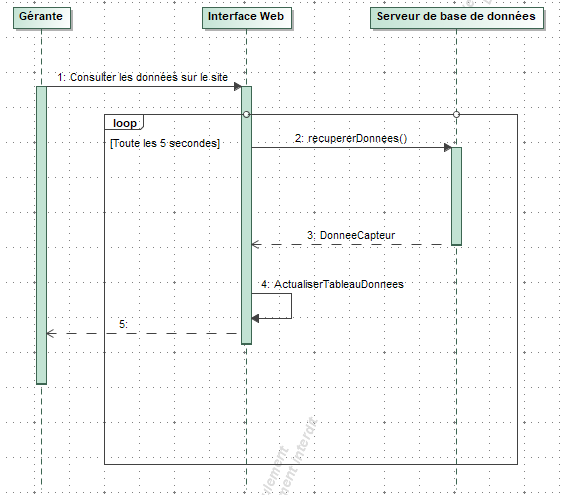 Gérante
Interface Web
Serveur de base de données
1: Consulter les données sur le site
loop
[Toute les 5 secondes]
2: recupererDonnees()
3: DonneeCapteur
4: ActualiserTableauDonnees
5: